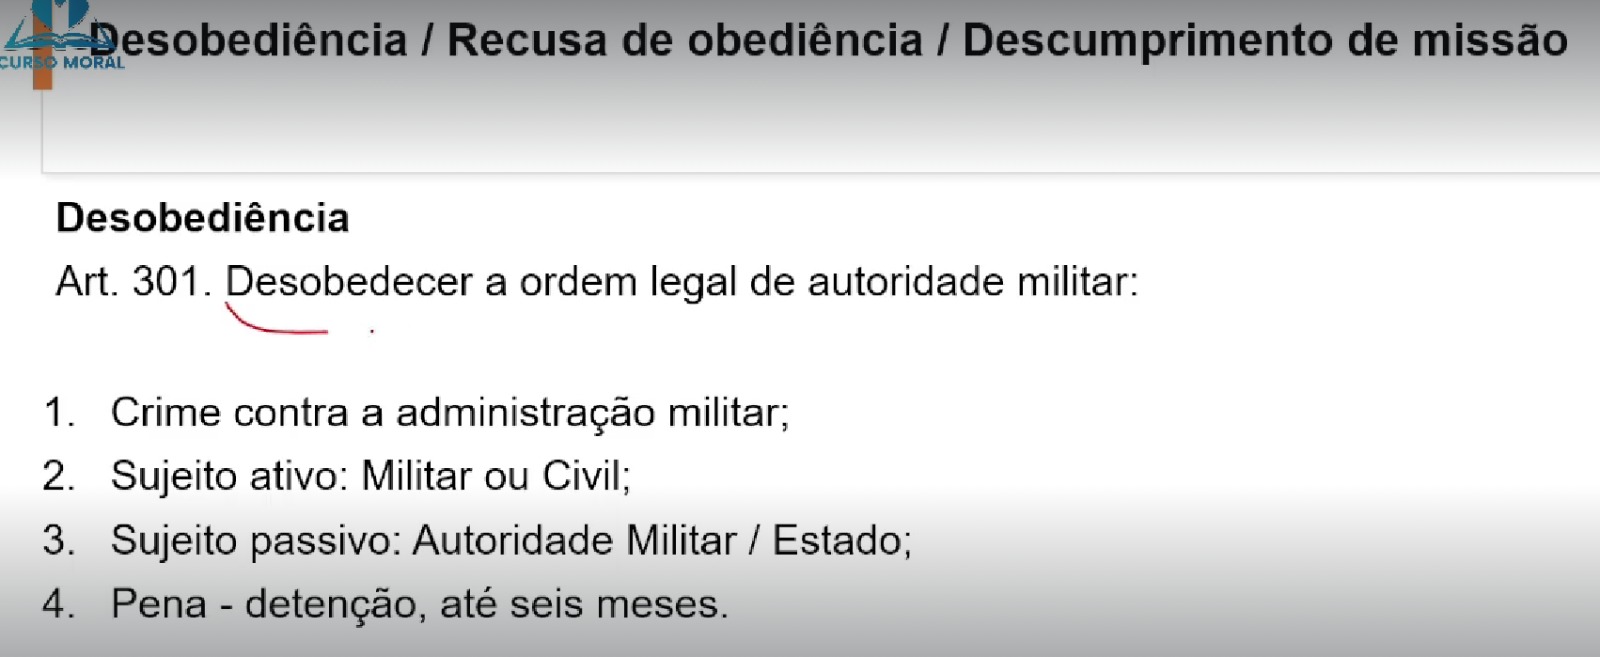 Desobediência / Recusa de obediência / Descumprimento de missão
CURSO MORAL
Desobediência
Art. 301. Desobedecer a ordem legal de autoridade militar:
1. Crime contra a administração militar;
2. Sujeito ativo: Militar ou Civil;
3. Sujeito passivo: Autoridade Militar / Estado;
4. Pena - detenção, até seis meses.